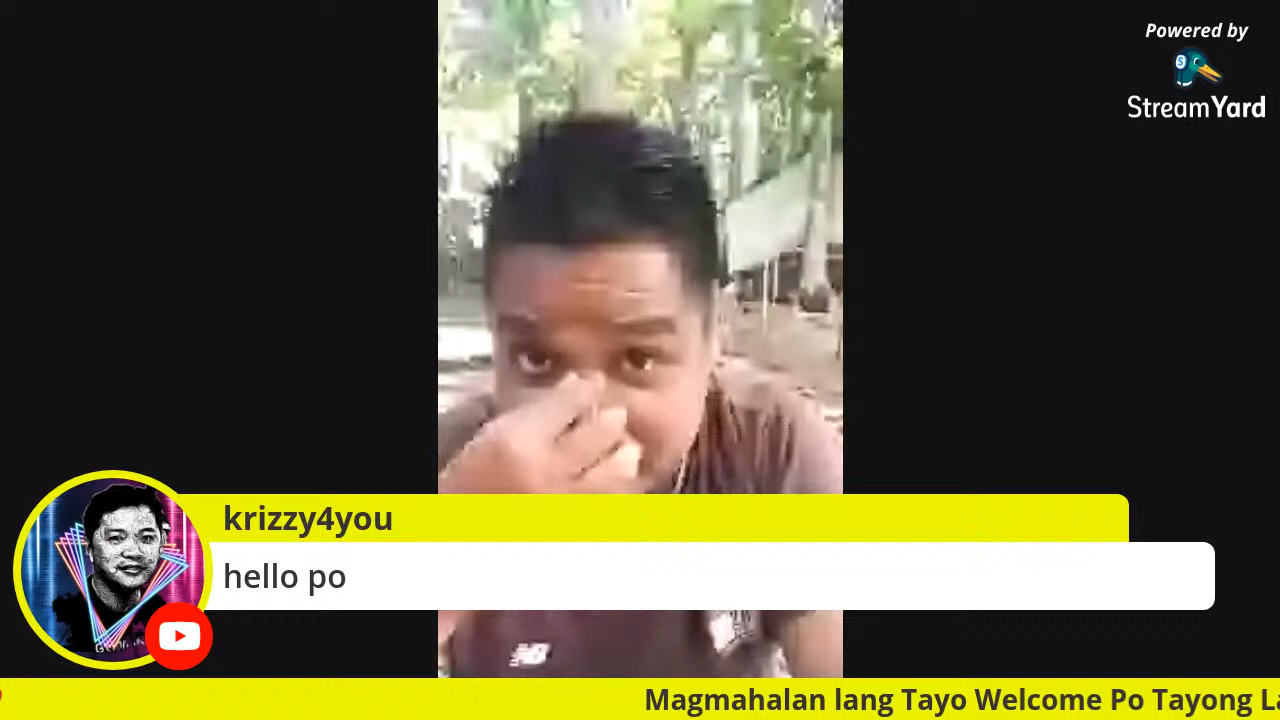 Powered by
StreamYard
krizzy4you
hello po
Magmahalan lang Tayo Welcome Po Tayong